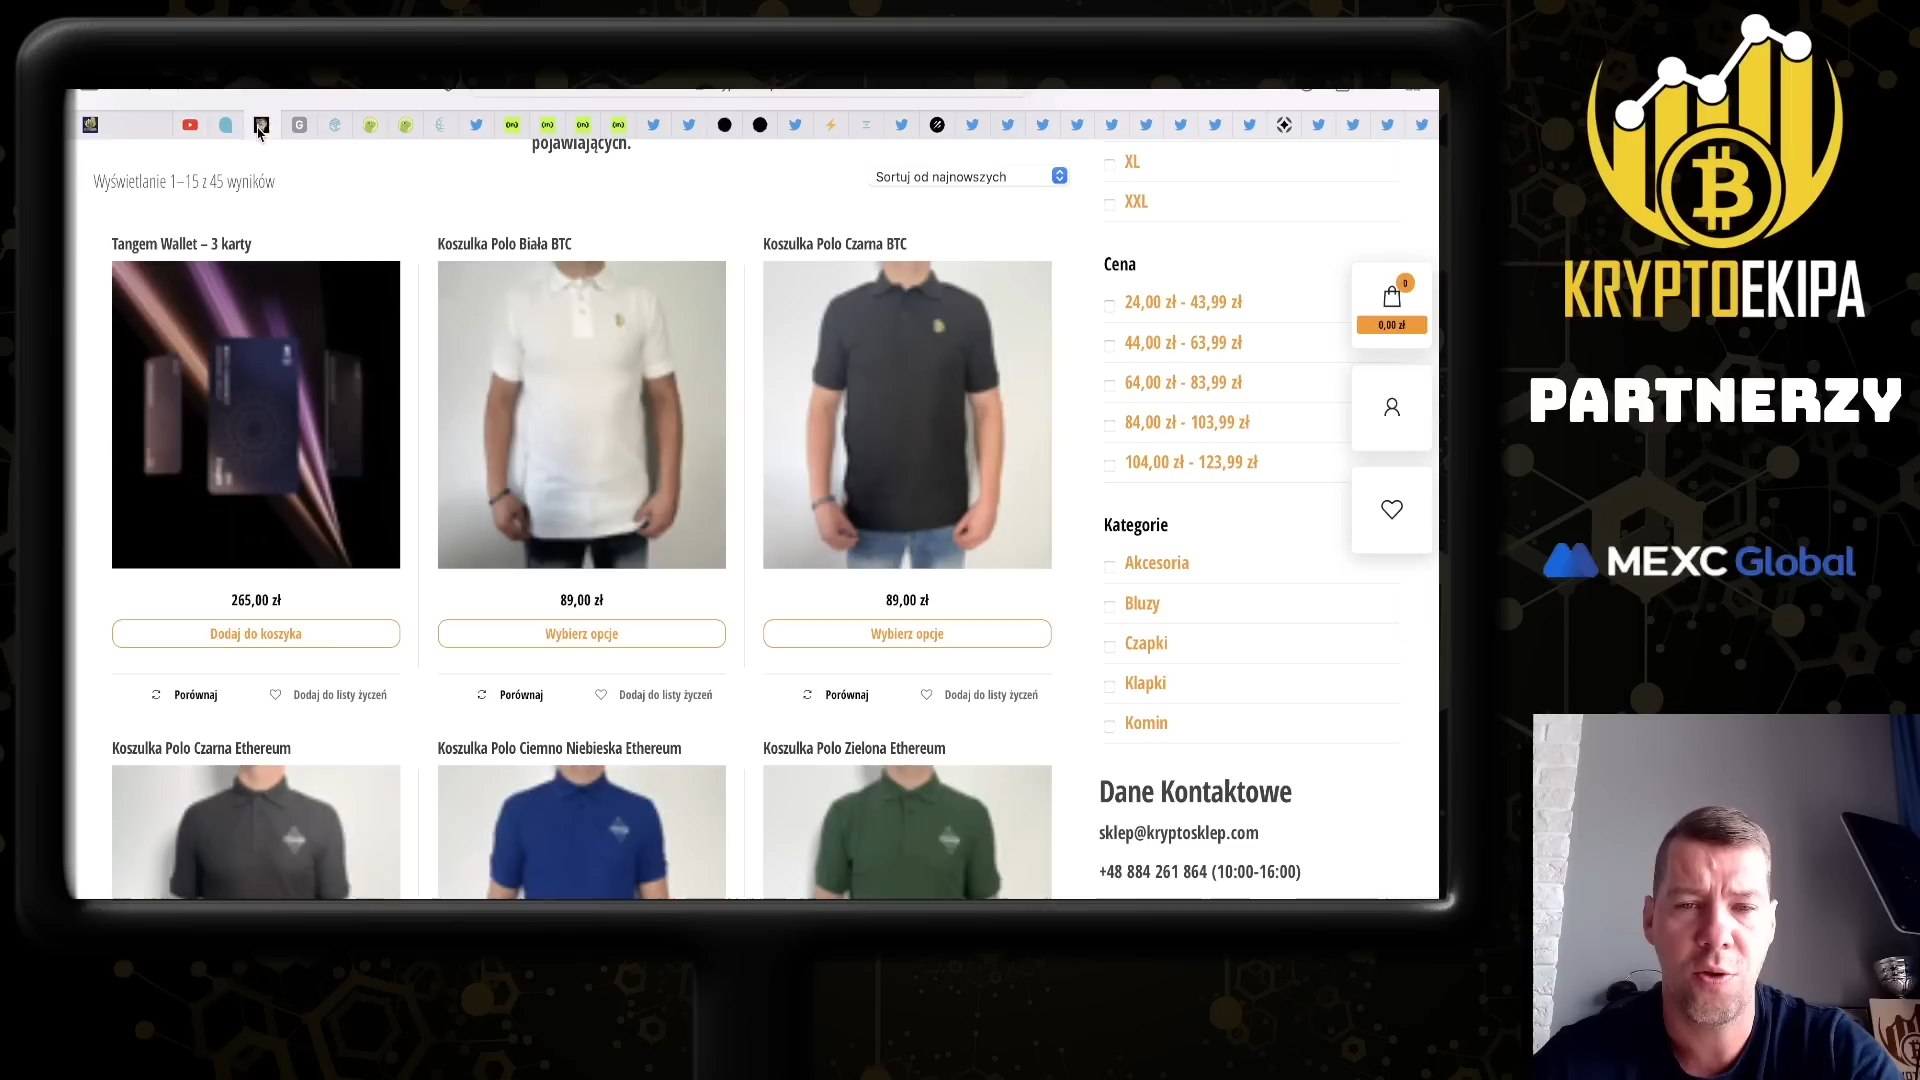 pojawiających.
Wyświetlanie 1–15 z 45 wyników
Sortuj od najnowszych
XL
XXL
Tangem Wallet – 3 karty
Koszulka Polo Biała BTC
Koszulka Polo Czarna BTC
Cena
24,00 zł - 43,99 zł
44,00 zł - 63,99 zł
64,00 zł - 83,99 zł
84,00 zł - 103,99 zł
104,00 zł - 123,99 zł
0
0,00 zł
265,00 zł
89,00 zł
89,00 zł
Dodaj do koszyka
Wybierz opcje
Wybierz opcje
Porównaj
Dodaj do listy życzeń
Porównaj
Dodaj do listy życzeń
Porównaj
Dodaj do listy życzeń
Kategorie
Akcesoria
Bluzy
Czapki
Klapki
Komin
Koszulka Polo Czarna Ethereum
Koszulka Polo Ciemno Niebieska Ethereum
Koszulka Polo Zielona Ethereum
Dane Kontaktowe
sklep@kryptosklep.com
+48 884 261 864 (10:00-16:00)
KRYPTOEKIPA
PARTNERZY
MEXC Global